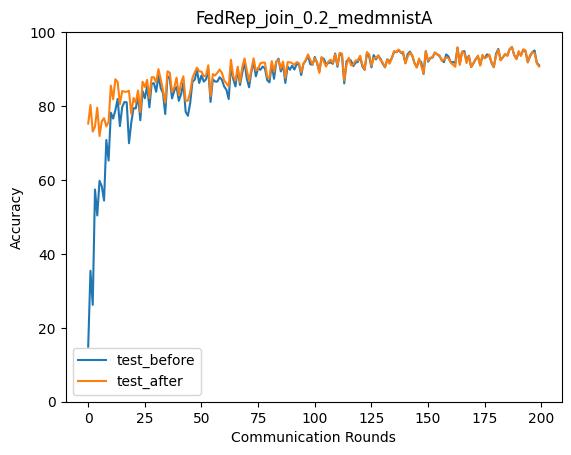 FedRep_join_0.2_medmnistA
100
80
60
40
20
0
Accuracy
test_before
test_after
0 25 50 75 100 125 150 175 200
Communication Rounds